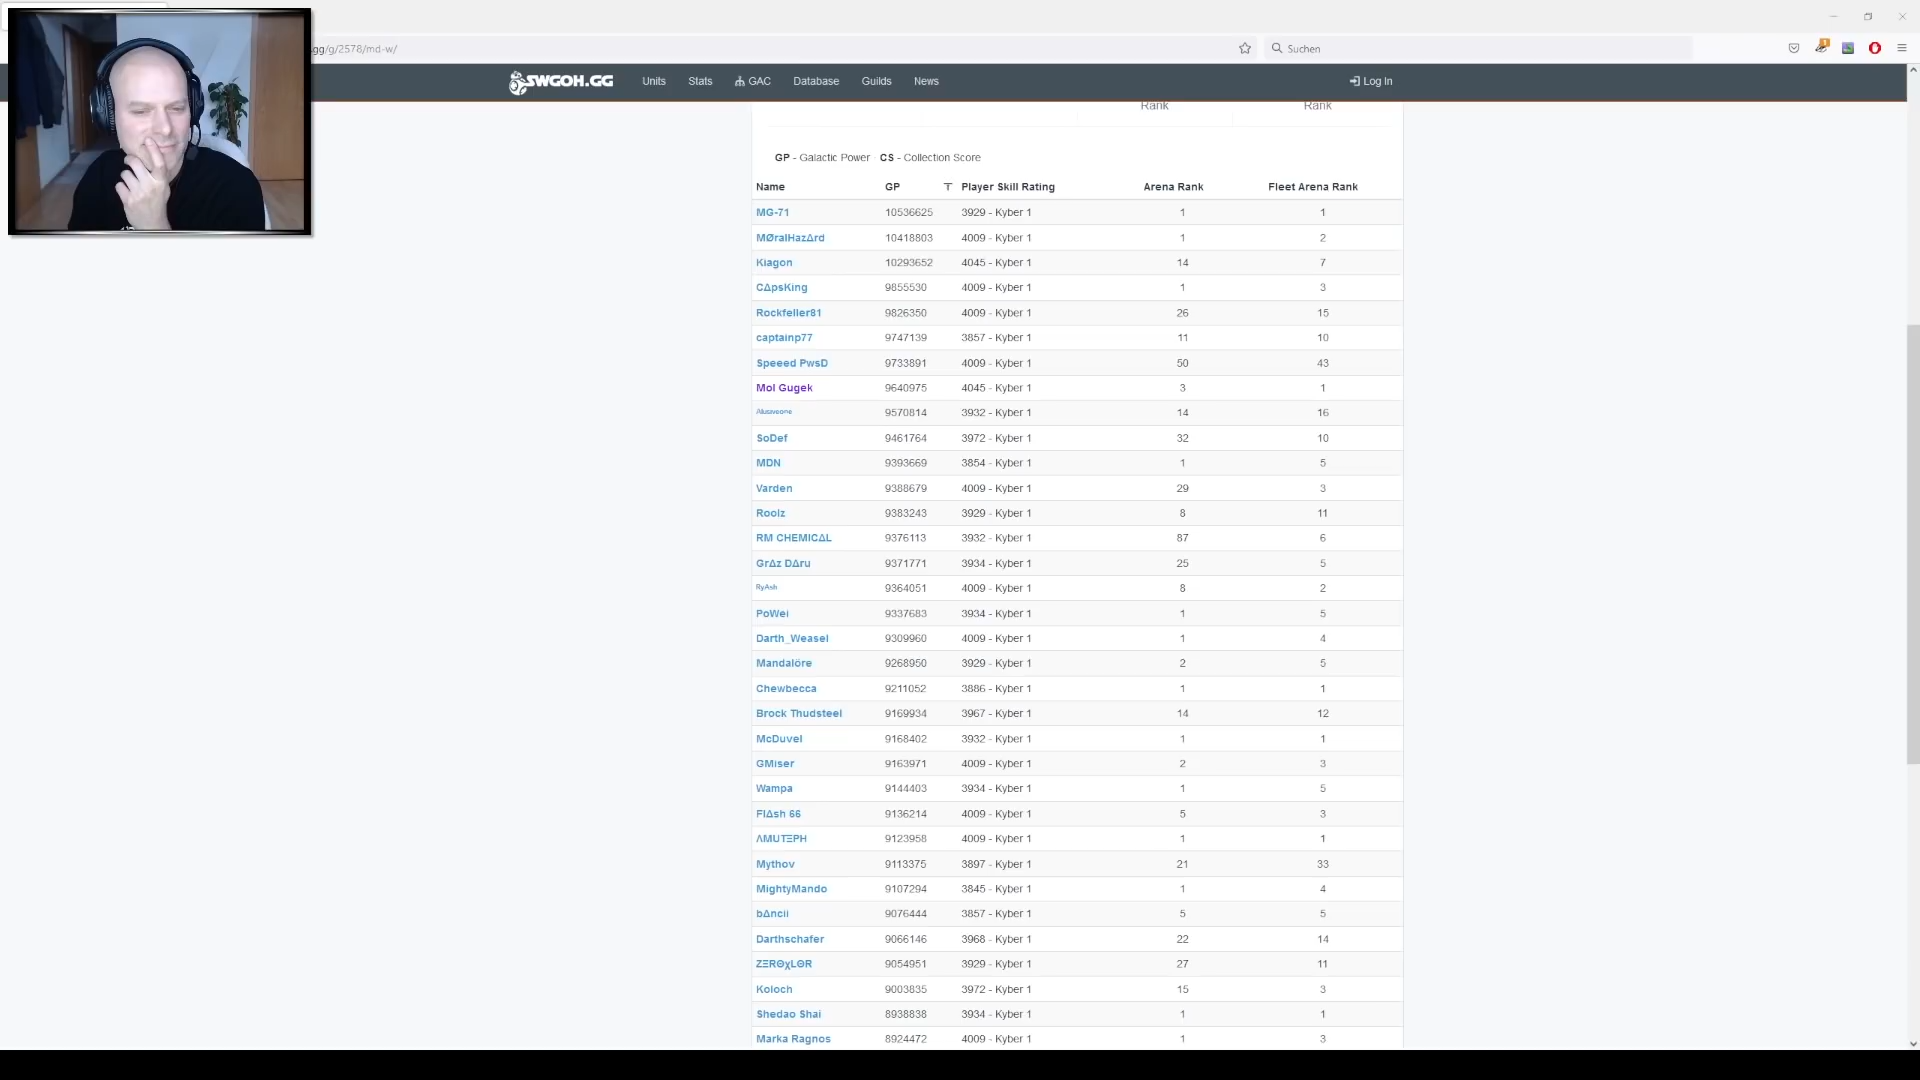 gg/g/2578/md-w/
Suchen
SWGOH.GG Units Stats GAC Database Guilds News Log In
Rank Rank
GP - Galactic Power CS - Collection Score
Name GP Player Skill Rating Arena Rank Fleet Arena Rank
MG-71 10536625 3929 - Kyber 1 1 1
MØralHazΔrd 10418803 4009 - Kyber 1 1 2
Kiagon 10293652 4045 - Kyber 1 14 7
CΔpsKing 9855530 4009 - Kyber 1 1 3
Rockfeller81 9826350 4009 - Kyber 1 26 15
captainp77 9747139 3857 - Kyber 1 11 10
Speeed PwsD 9733891 4009 - Kyber 1 50 43
Mol Gugek 9640975 4045 - Kyber 1 3 1
9570814 3932 - Kyber 1 14 16
SoDef 9461764 3972 - Kyber 1 32 10
MDN 9393669 3854 - Kyber 1 1 5
Varden 9388679 4009 - Kyber 1 29 3
Roolz 9383243 3929 - Kyber 1 8 11
RM CHEMICΔL 9376113 3932 - Kyber 1 87 6
GrΔz DΔru 9371771 3934 - Kyber 1 25 5
RyAsh 9364051 4009 - Kyber 1 8 2
PoWei 9337683 3934 - Kyber 1 1 5
Darth_Weasel 9309960 4009 - Kyber 1 1 4
Mandalöre 9268950 3929 - Kyber 1 2 5
Chewbecca 9211052 3886 - Kyber 1 1 1
Brock Thudsteel 9169934 3967 - Kyber 1 14 12
McDuvel 9168402 3932 - Kyber 1 1 1
GMiser 9163971 4009 - Kyber 1 2 3
Wampa 9144403 3934 - Kyber 1 1 5
FlΔsh 66 9136214 4009 - Kyber 1 5 3
ΛMUTΞPH 9123958 4009 - Kyber 1 1 1
Mythov 9113375 3897 - Kyber 1 21 33
MightyMando 9107294 3845 - Kyber 1 1 4
bΔncii 9076444 3857 - Kyber 1 5 5
Darthschafer 9066146 3968 - Kyber 1 22 14
ZΞRΘχLΘR 9054951 3929 - Kyber 1 27 11
Koloch 9003835 3972 - Kyber 1 15 3
Shedao Shai 8938838 3934 - Kyber 1 1 1
Marka Ragnos 8924472 4009 - Kyber 1 1 3